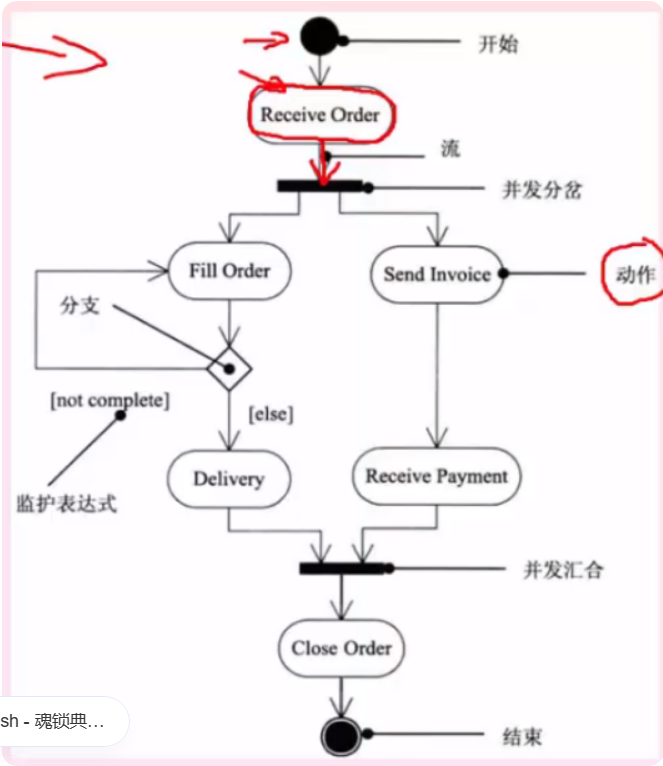 开始
Receive Order
流
并发分岔
Fill Order
Send Invoice
动作
分支
[not complete]
[else]
Delivery
Receive Payment
监护表达式
并发汇合
Close Order
sh - 魂锁典...
结束